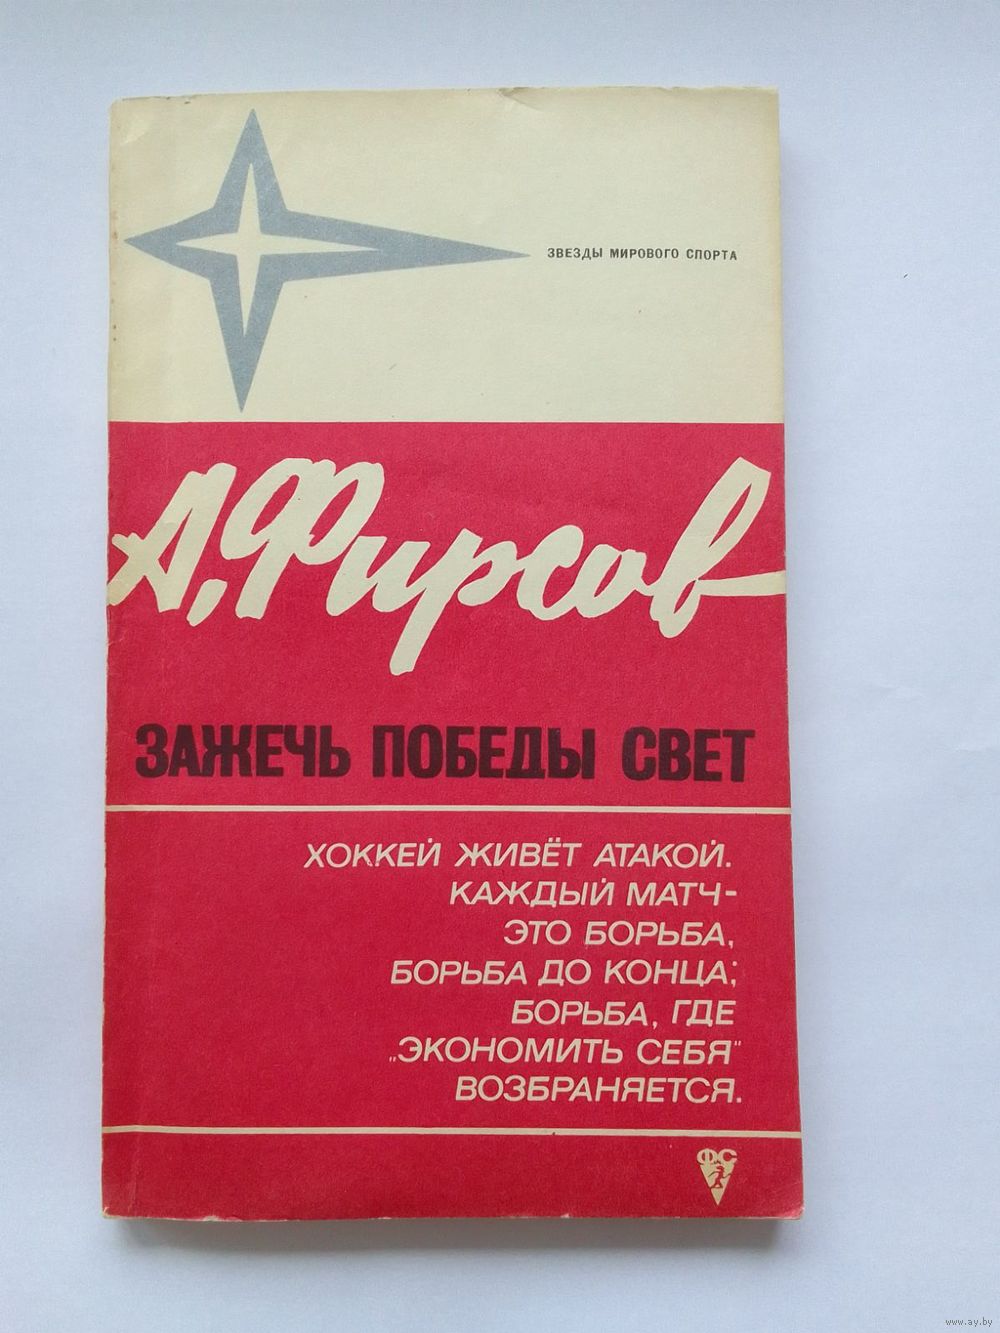 ЗВЕЗДЫ МИРОВОГО СПОРТА
А. Фирсов
ЗАЖЕЧЬ ПОБЕДЫ СВЕТ
ХОККЕЙ ЖИВЁТ АТАКОЙ.
КАЖДЫЙ МАТЧ-
ЭТО БОРЬБА,
БОРЬБА ДО КОНЦА;
БОРЬБА, ГДЕ
„ЭКОНОМИТЬ СЕБЯ"
ВОЗБРАНЯЕТСЯ.
ФС
www.ay.by